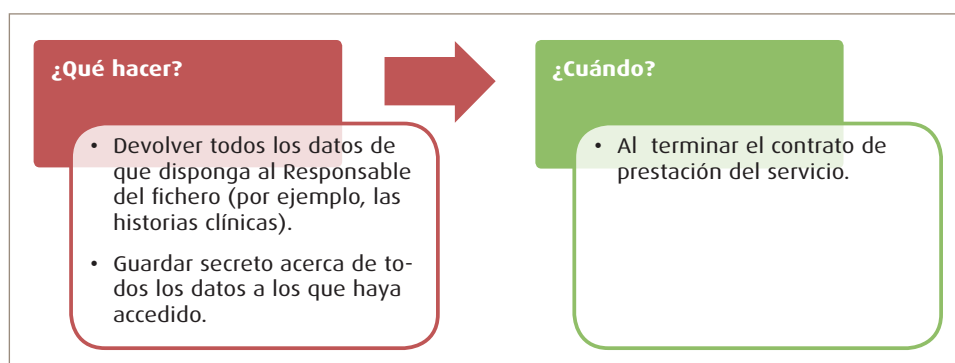 ¿Qué hacer?
• Devolver todos los datos de
que disponga al Responsable
del fichero (por ejemplo, las
historias clínicas).
• Guardar secreto acerca de to-
dos los datos a los que haya
accedido.
¿Cuándo?
• Al terminar el contrato de
prestación del servicio.